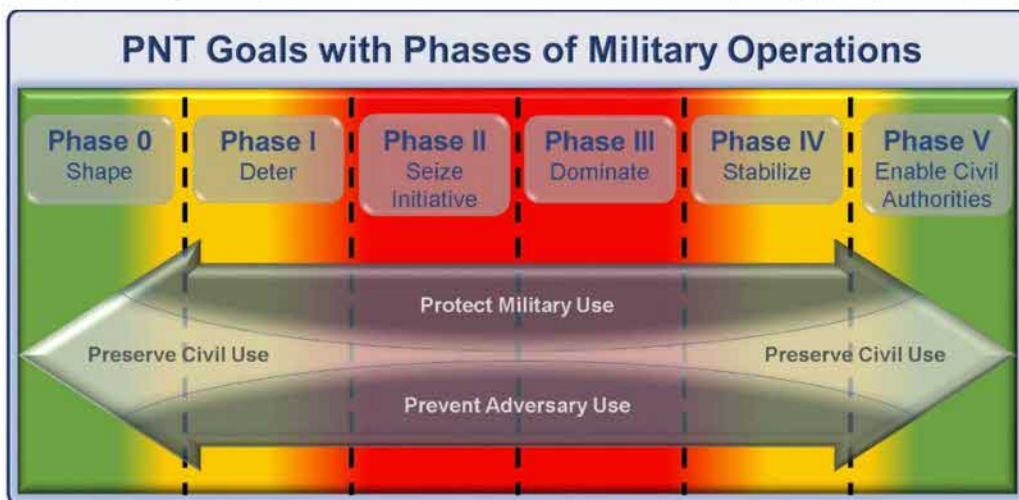 PNT Goals with Phases of Military Operations
Phase 0
Shape
Phase I
Deter
Phase II
Seize
Initiative
Phase III
Dominate
Phase IV
Stabilize
Phase V
Enable Civil
Authorities
Protect Military Use
Preserve Civil Use
Preserve Civil Use
Prevent Adversary Use